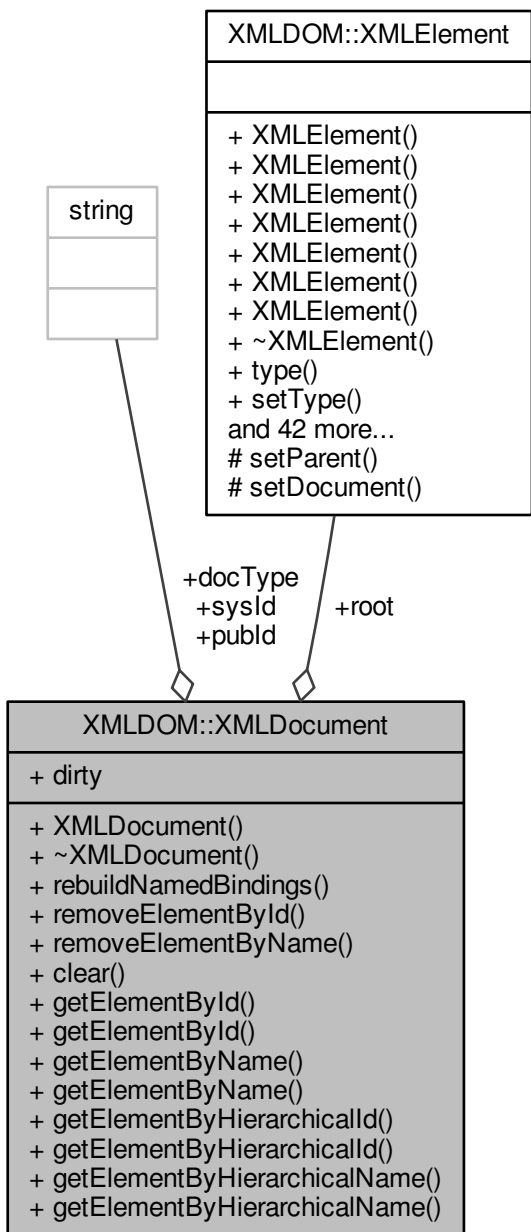 XMLDOM::XMLElement
+ XMLElement()
+ XMLElement()
+ XMLElement()
+ XMLElement()
+ XMLElement()
+ XMLElement()
+ XMLElement()
+ ~XMLElement()
+ type()
+ setType()
and 42 more...
# setParent()
# setDocument()
string
+docType
+sysId
+pubId
+root
XMLDOM::XMLDocument
+ dirty
+ XMLDocument()
+ ~XMLDocument()
+ rebuildNamedBindings()
+ removeElementById()
+ removeElementByName()
+ clear()
+ getElementById()
+ getElementById()
+ getElementByName()
+ getElementByName()
+ getElementByHierarchicalId()
+ getElementByHierarchicalId()
+ getElementByHierarchicalName()
+ getElementByHierarchicalName()